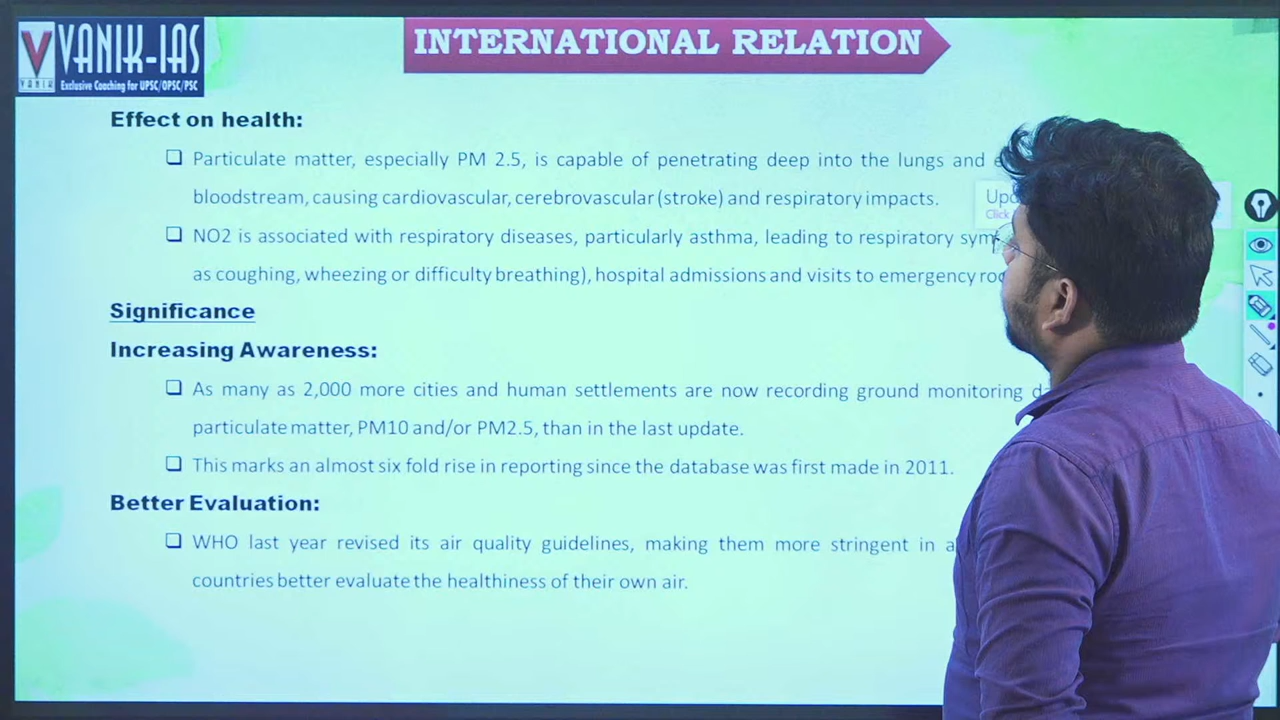 VANIK-IAS
Exclusive Coaching for UPSC/OPSC/PSC
VANIK
INTERNATIONAL RELATION
Effect on health:
Particulate matter, especially PM 2.5, is capable of penetrating deep into the lungs and
bloodstream, causing cardiovascular, cerebrovascular (stroke) and respiratory impacts.
NO2 is associated with respiratory diseases, particularly asthma, leading to respiratory
as coughing, wheezing or difficulty breathing), hospital admissions and visits to emergency
Significance
Increasing Awareness:
As many as 2,000 more cities and human settlements are now recording ground monitoring
particulate matter, PM10 and/or PM2.5, than in the last update.
This marks an almost six fold rise in reporting since the database was first made in 2011.
Better Evaluation:
WHO last year revised its air quality guidelines, making them more stringent in
countries better evaluate the healthiness of their own air.
Click